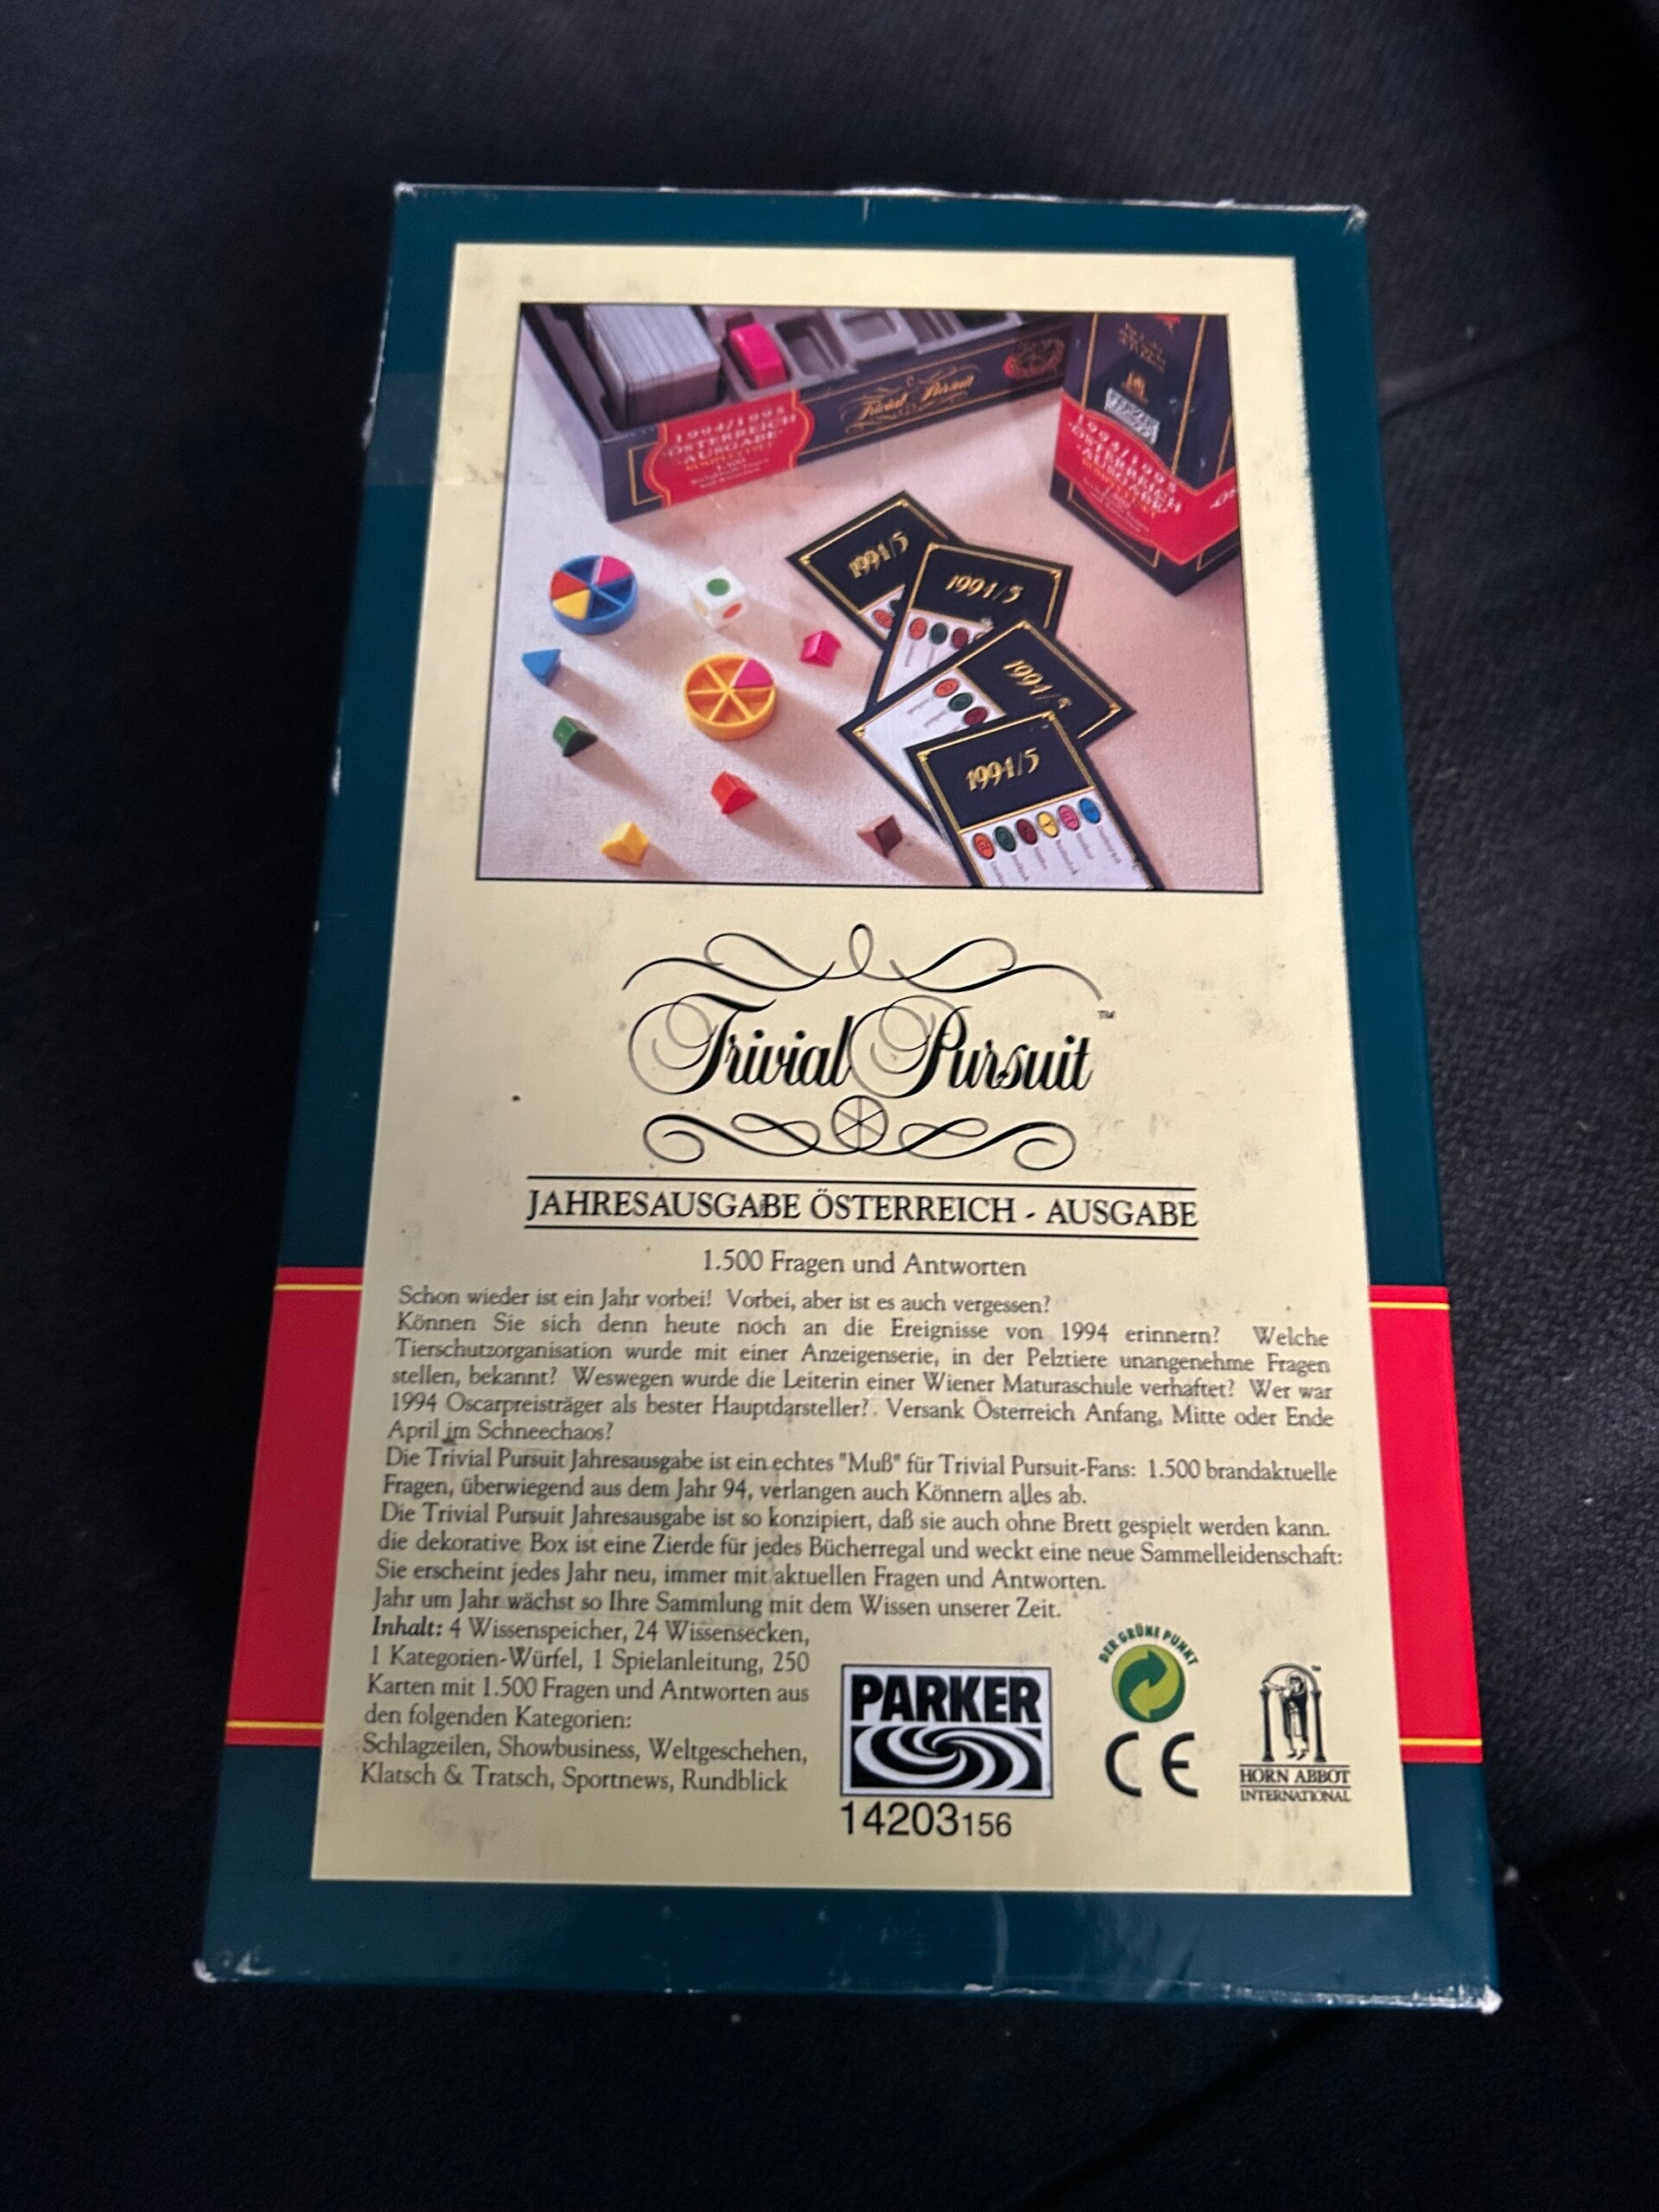 1994/1995
ÖSTERREICH
AUSGABE
Trivial Pursuit
1994/1995
ÖSTERREICH
AUSGABE
1994/5
1994/5
1994/5
1994/5
Trivial Pursuit™
JAHRESAUSGABE ÖSTERREICH - AUSGABE
1.500 Fragen und Antworten
Schon wieder ist ein Jahr vorbei! Vorbei, aber ist es auch vergessen?
Können Sie sich denn heute noch an die Ereignisse von 1994 erinnern? Welche
Tierschutzorganisation wurde mit einer Anzeigenserie, in der Pelztiere unangenehme Fragen
stellen, bekannt? Weswegen wurde die Leiterin einer Wiener Maturaschule verhaftet? Wer war
1994 Oscarpreisträger als bester Hauptdarsteller?. Versank Österreich Anfang, Mitte oder Ende
April im Schneechaos?
Die Trivial Pursuit Jahresausgabe ist ein echtes "Muß" für Trivial Pursuit-Fans: 1.500 brandaktuelle
Fragen, überwiegend aus dem Jahr 94, verlangen auch Könnern alles ab.
Die Trivial Pursuit Jahresausgabe ist so konzipiert, daß sie auch ohne Brett gespielt werden kann.
die dekorative Box ist eine Zierde für jedes Bücherregal und weckt eine neue Sammelleidenschaft:
Sie erscheint jedes Jahr neu, immer mit aktuellen Fragen und Antworten.
Jahr um Jahr wächst so Ihre Sammlung mit dem Wissen unserer Zeit.
Inhalt: 4 Wissenspeicher, 24 Wissensecken,
1 Kategorien-Würfel, 1 Spielanleitung, 250
Karten mit 1.500 Fragen und Antworten aus
den folgenden Kategorien:
Schlagzeilen, Showbusiness, Weltgeschehen,
Klatsch & Tratsch, Sportnews, Rundblick
PARKER
14203156
DER GRÜNE PUNKT
CE
HORN ABBOT
INTERNATIONAL